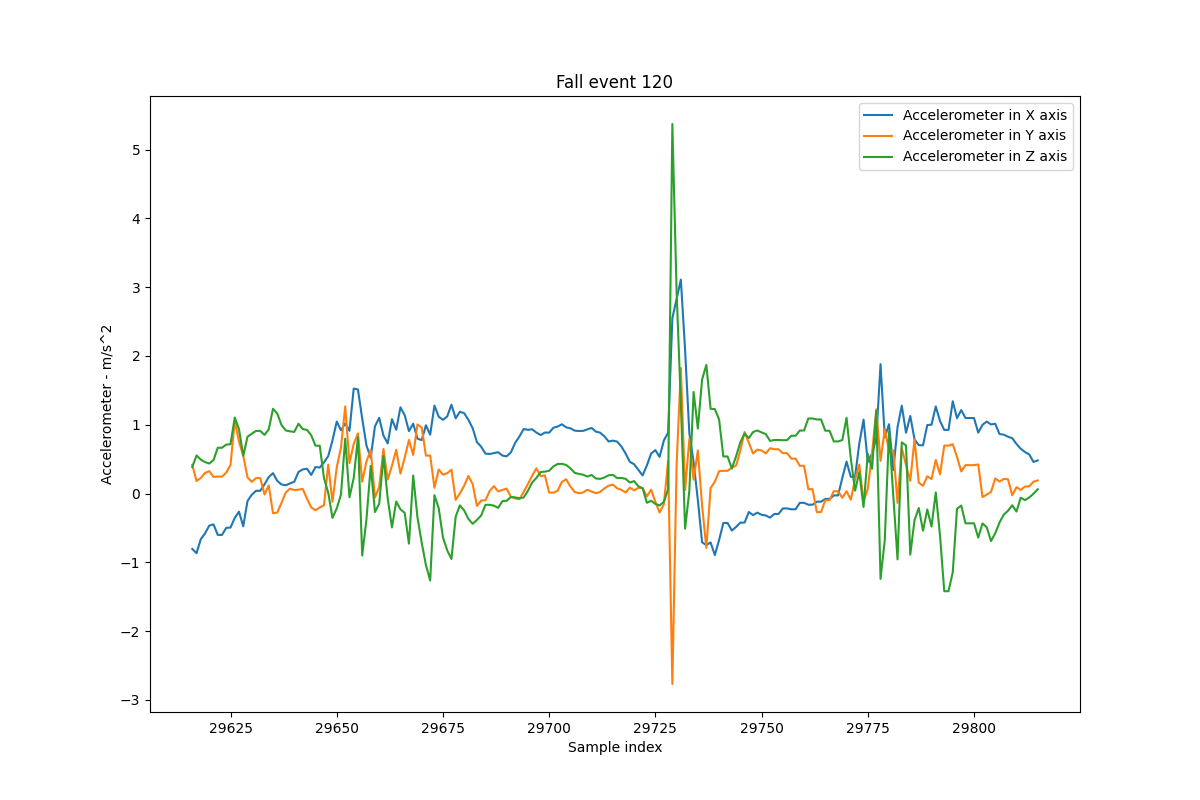 Fall event 120
Accelerometer in X axis
Accelerometer in Y axis
Accelerometer in Z axis
5
4
3
2
1
0
−1
−2
−3
Accelerometer - m/s^2
29625 29650 29675 29700 29725 29750 29775 29800
Sample index